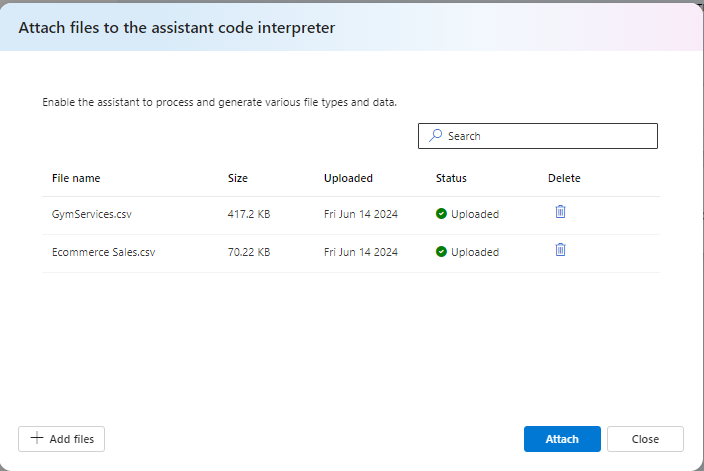 Attach files to the assistant code interpreter
Enable the assistant to process and generate various file types and data.
Search
File name Size Uploaded Status Delete
GymServices.csv 417.2 KB Fri Jun 14 2024 Uploaded
Ecommerce Sales.csv 70.22 KB Fri Jun 14 2024 Uploaded
Add files Attach Close